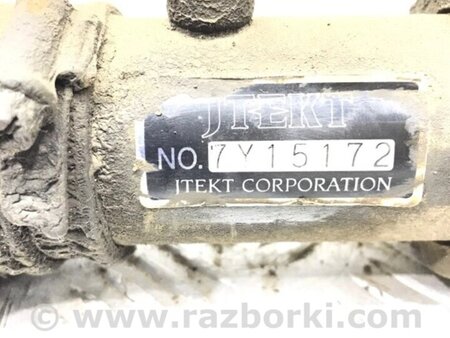 JTEKT
NO. 7Y15172
JTEKT CORPORATION
www.razborki.com